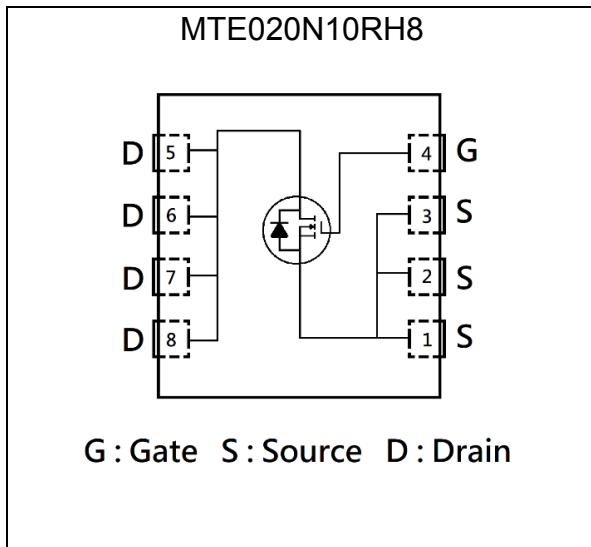 MTE020N10RH8
D 5 4 G
D 6 3 S
D 7 2 S
D 8 1 S
G : Gate S : Source D : Drain